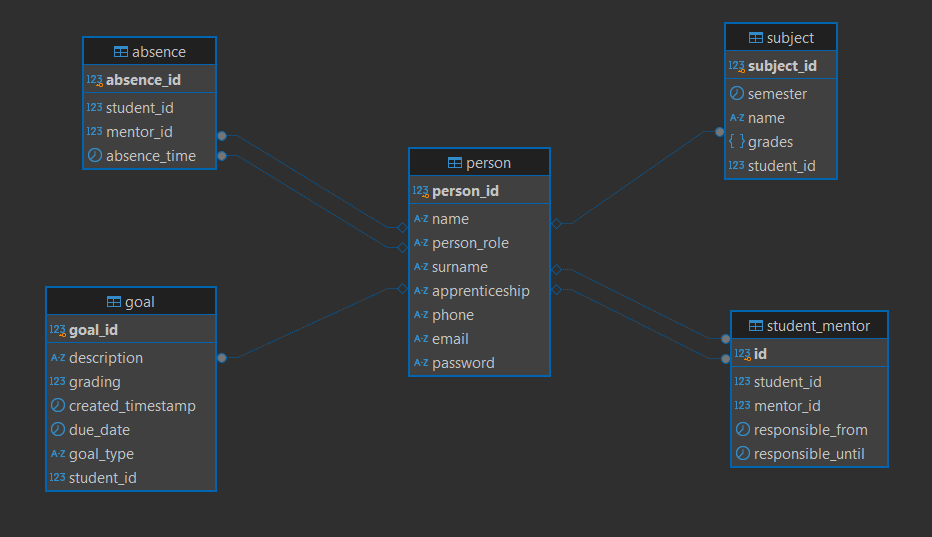 absence
123 absence_id
123 student_id
123 mentor_id
absence_time
subject
123 subject_id
semester
A-Z name
{ } grades
123 student_id
person
123 person_id
A-Z name
A-Z person_role
A-Z surname
A-Z apprenticeship
A-Z phone
A-Z email
A-Z password
goal
123 goal_id
A-Z description
123 grading
created_timestamp
due_date
A-Z goal_type
123 student_id
student_mentor
123 id
123 student_id
123 mentor_id
responsible_from
responsible_until